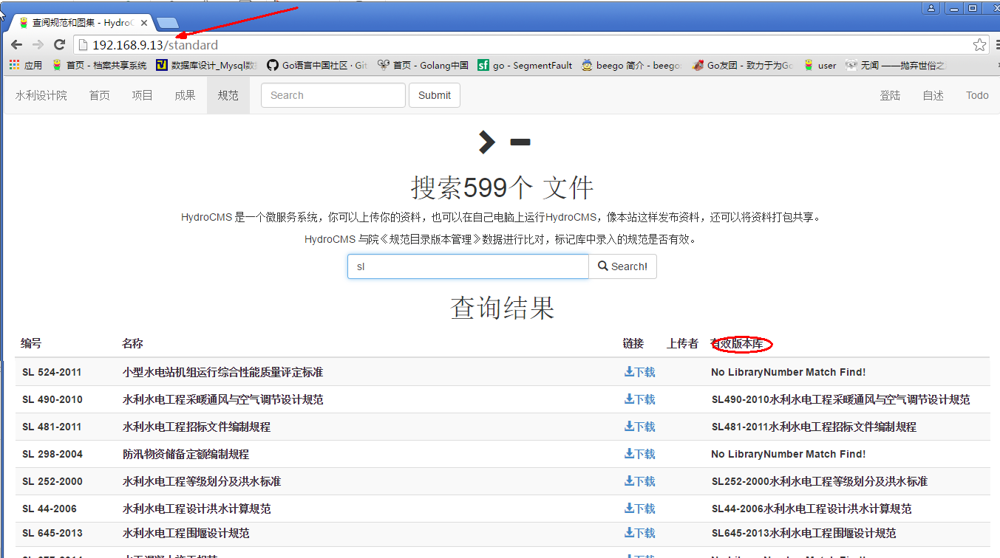 查阅规范和图集 - HydroC
192.168.9.13/standard
应用 首页 - 档案共享系统 数据库设计_Mysql数 Go语言中国社区 · Git 首页 - Golang中国 go - SegmentFault beego 简介 - beego Go友团 - 致力于为Go user 无闻 ——抛弃世俗之
水利设计院 首页 项目 成果 规范 Search Submit 登陆 自述 Todo
搜索599个 文件
HydroCMS 是一个微服务系统，你可以上传你的资料，也可以在自己电脑上运行HydroCMS，像本站这样发布资料，还可以将资料打包共享。
HydroCMS 与院《规范目录版本管理》数据进行比对，标记库中录入的规范是否有效。
sl Search!
查询结果
编号 名称 链接 上传者 有效版本库
SL 524-2011 小型水电站机组运行综合性能质量评定标准 下载 No LibraryNumber Match Find!
SL 490-2010 水利水电工程采暖通风与空气调节设计规范 下载 SL490-2010水利水电工程采暖通风与空气调节设计规范
SL 481-2011 水利水电工程招标文件编制规程 下载 SL481-2011水利水电工程招标文件编制规程
SL 298-2004 防汛物资储备定额编制规程 下载 No LibraryNumber Match Find!
SL 252-2000 水利水电工程等级划分及洪水标准 下载 SL252-2000水利水电工程等级划分及洪水标准
SL 44-2006 水利水电工程设计洪水计算规范 下载 SL44-2006水利水电工程设计洪水计算规范
SL 645-2013 水利水电工程围堰设计规范 下载 SL645-2013水利水电工程围堰设计规范